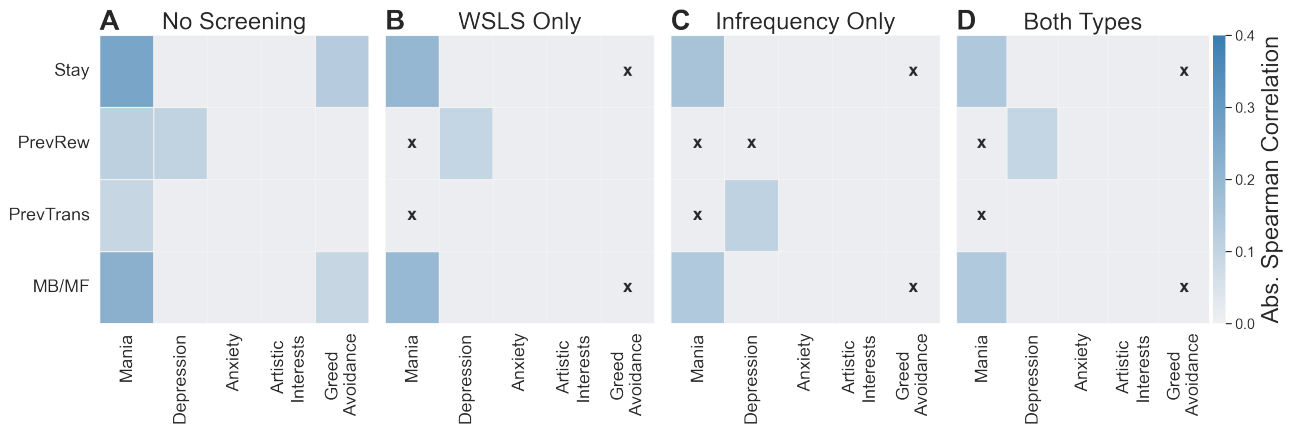 A No Screening
B WSLS Only
C Infrequency Only
D Both Types
Stay
PrevRew
PrevTrans
MB/MF
x
x
x
x
x
x
x
x
x
x
x
x
x
Mania
Depression
Anxiety
Artistic
Interests
Greed
Avoidance
Mania
Depression
Anxiety
Artistic
Interests
Greed
Avoidance
Mania
Depression
Anxiety
Artistic
Interests
Greed
Avoidance
Mania
Depression
Anxiety
Artistic
Interests
Greed
Avoidance
0.4
0.3
0.2
0.1
0.0
Abs. Spearman Correlation